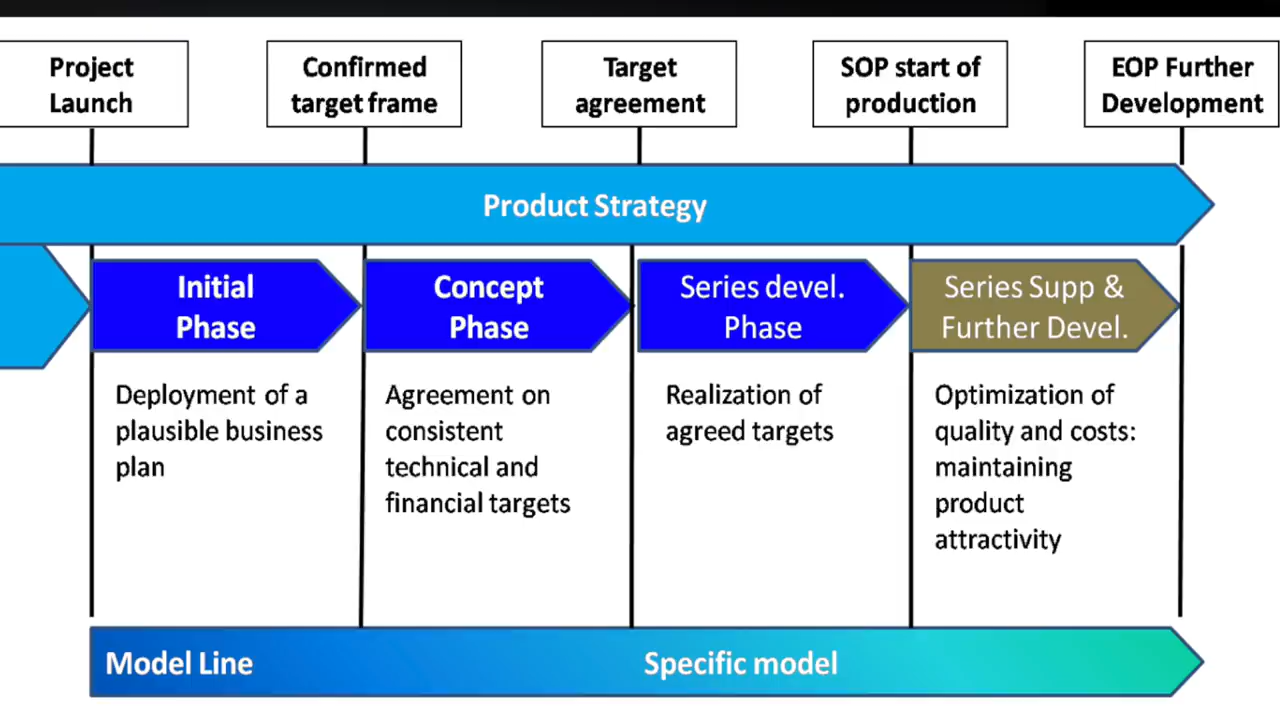 Project
Launch
Confirmed
target frame
Target
agreement
SOP start of
production
EOP Further
Development
Product Strategy
Initial
Phase
Concept
Phase
Series devel.
Phase
Series Supp &
Further Devel.
Deployment of a
plausible business
plan
Agreement on
consistent
technical and
financial targets
Realization of
agreed targets
Optimization of
quality and costs:
maintaining
product
attractivity
Model Line
Specific model